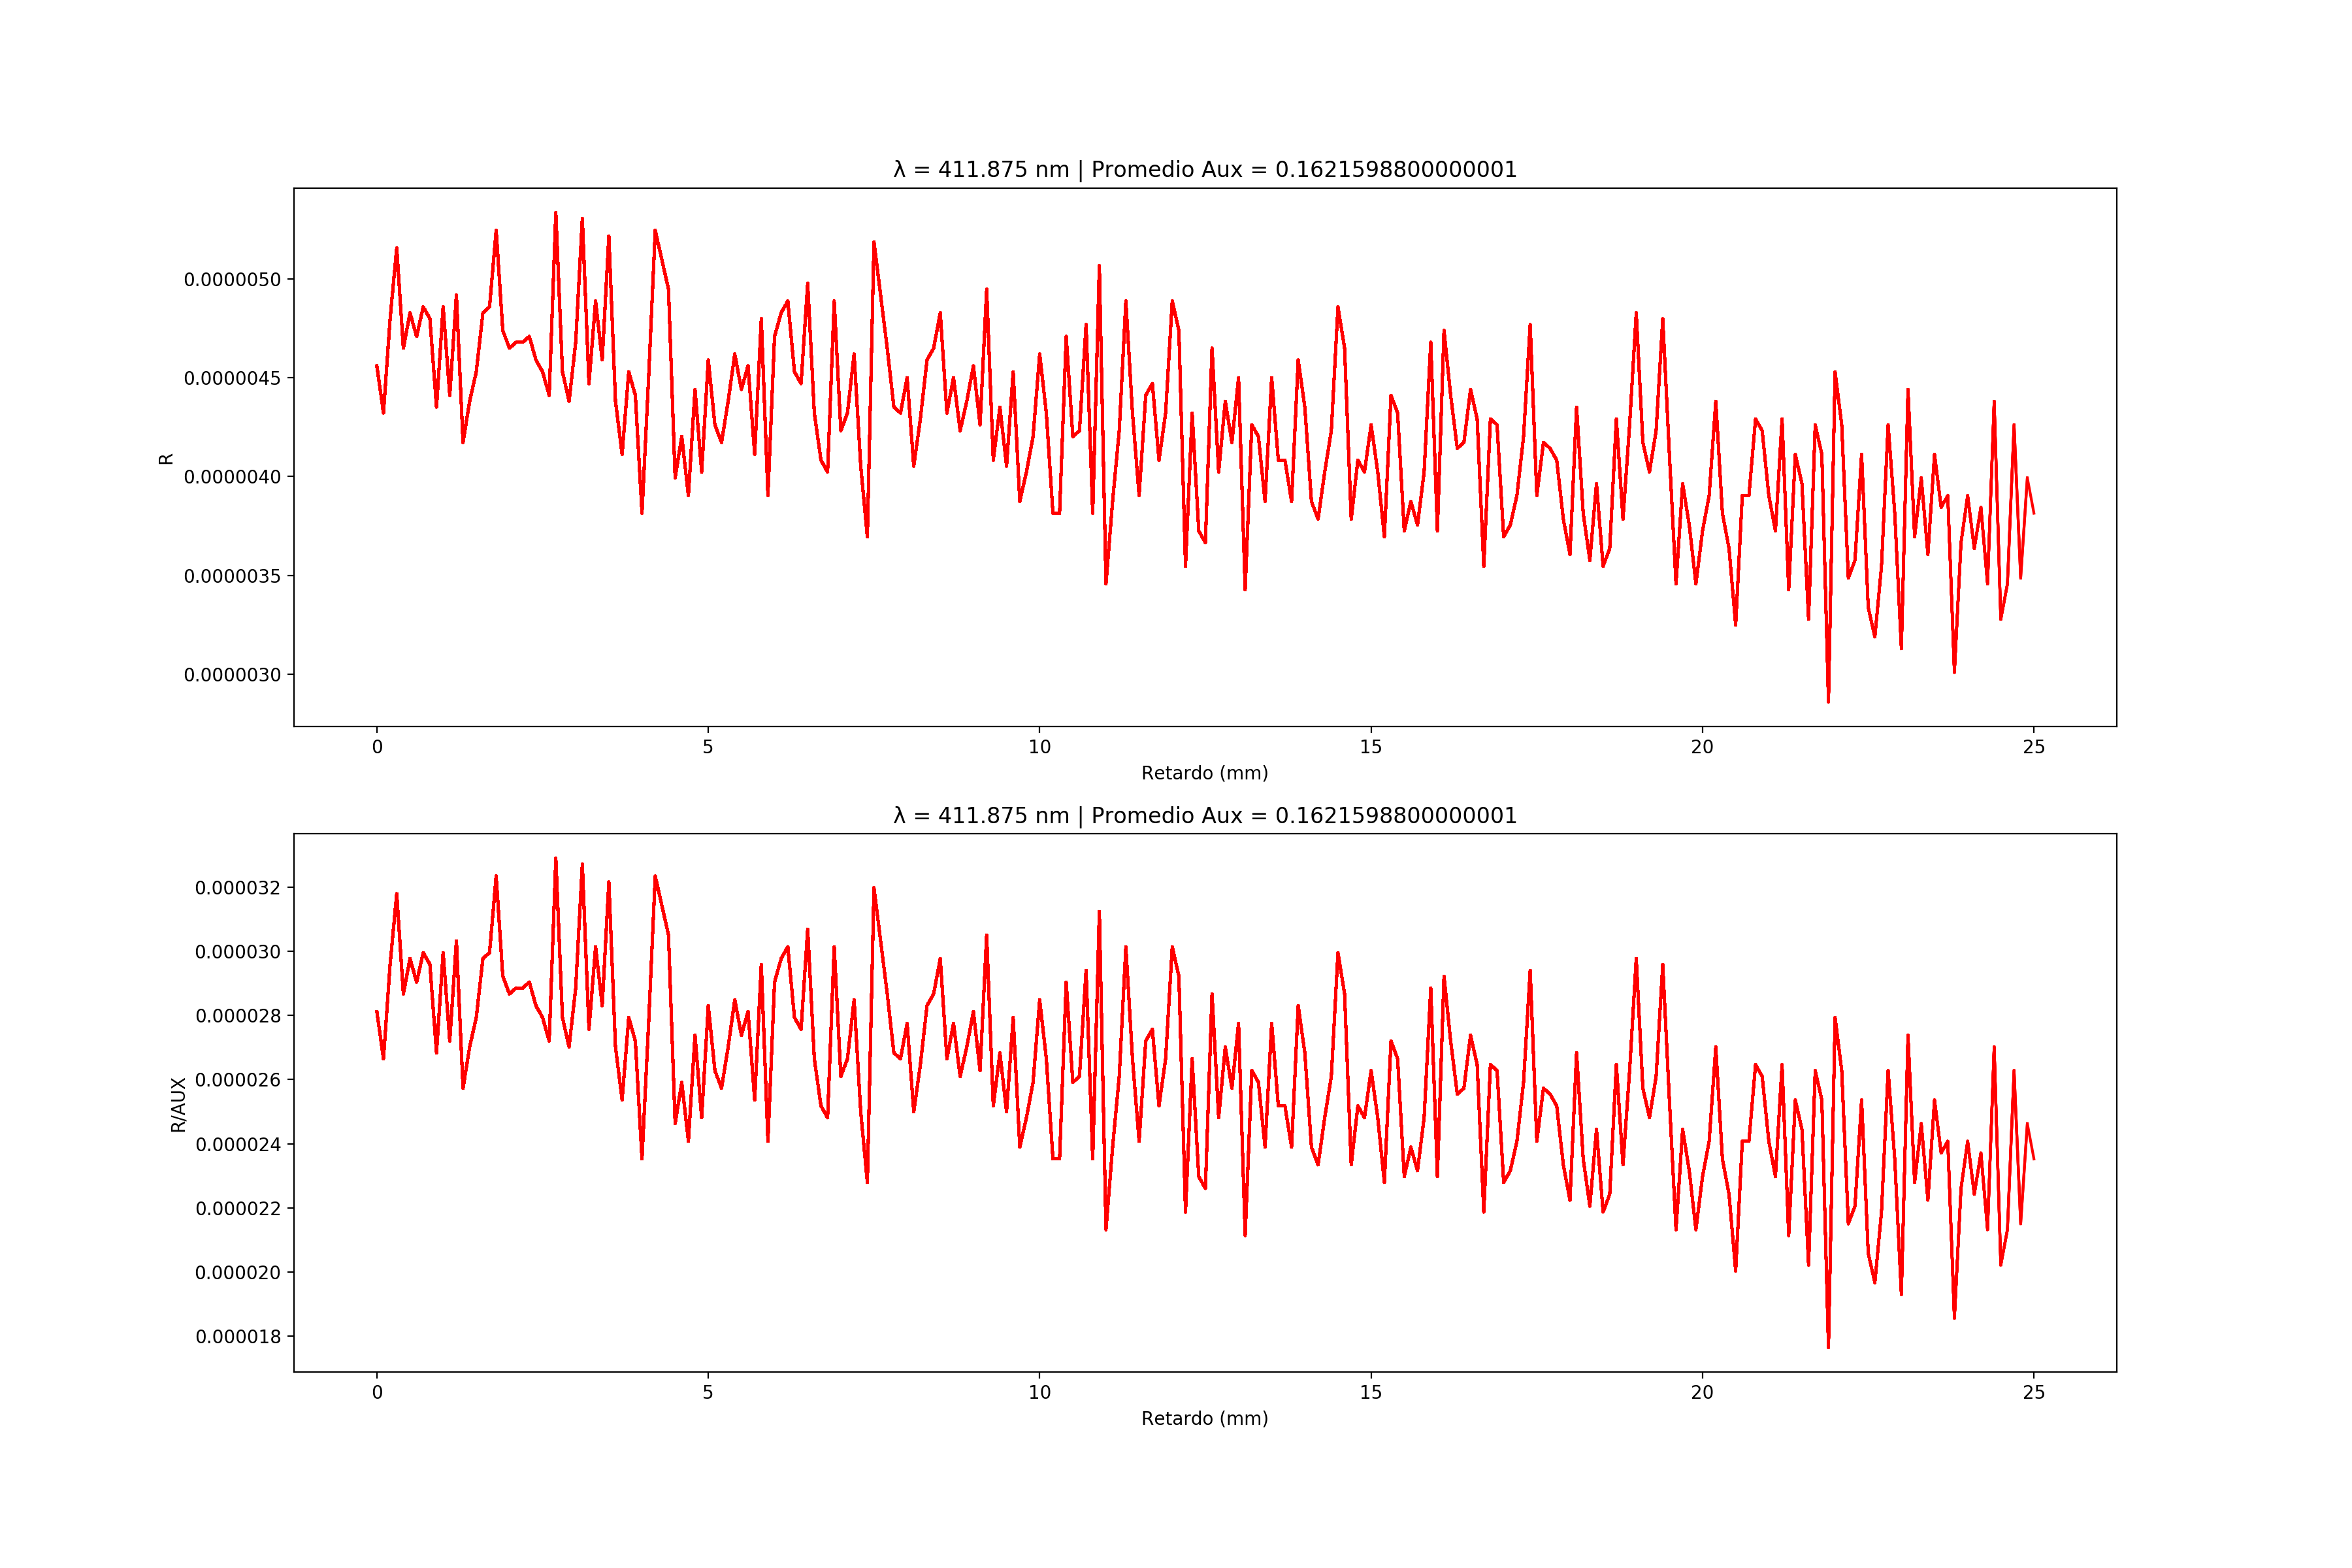 λ = 411.875 nm | Promedio Aux = 0.1621598800000001
0.0000050
0.0000045
0.0000040
0.0000035
0.0000030
R
0 5 10 15 20 25
Retardo (mm)
λ = 411.875 nm | Promedio Aux = 0.1621598800000001
0.000032
0.000030
0.000028
0.000026
0.000024
0.000022
0.000020
0.000018
R/AUX
0 5 10 15 20 25
Retardo (mm)